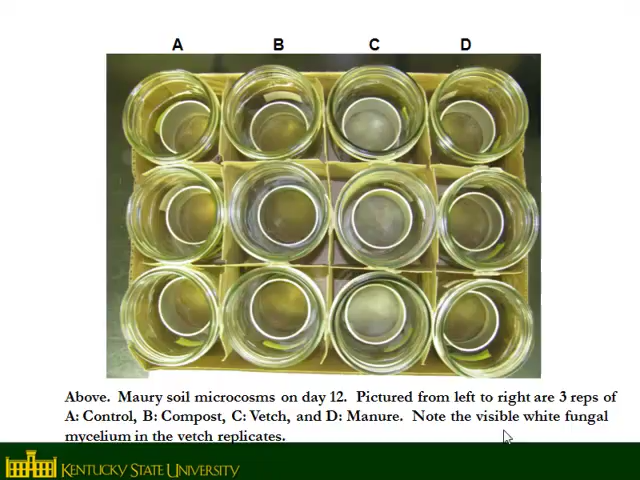 A B C D
Above. Maury soil microcosms on day 12. Pictured from left to right are 3 reps of
A: Control, B: Compost, C: Vetch, and D: Manure. Note the visible white fungal
mycelium in the vetch replicates.
KENTUCKY STATE UNIVERSITY